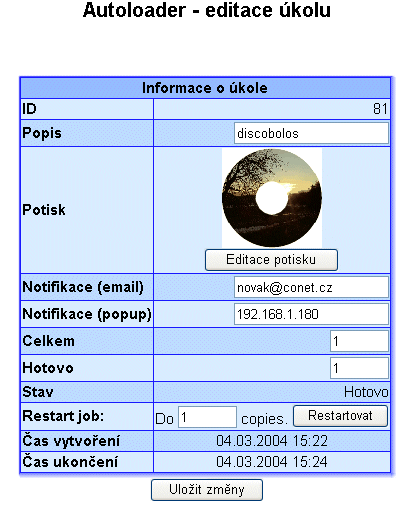 Autoloader - editace úkolu
Informace o úkole
ID 81
Popis discobolos
Potisk
Editace potisku
Notifikace (email) novak@conet.cz
Notifikace (popup) 192.168.1.180
Celkem 1
Hotovo 1
Stav Hotovo
Restart job: Do 1 copies. Restartovat
Čas vytvoření 04.03.2004 15:22
Čas ukončení 04.03.2004 15:24
Uložit změny